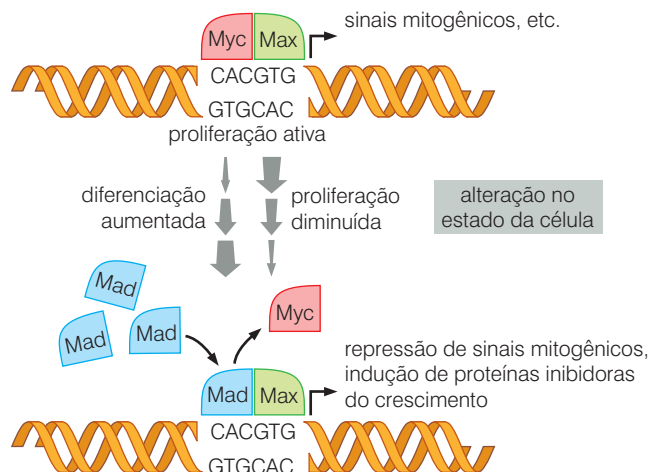 Myc Max
sinais mitogênicos, etc.
CACGTG
GTGCAC
proliferação ativa
diferenciação
aumentada
proliferação
diminuída
alteração no
estado da célula
Mad
Mad
Mad
Myc
Mad Max
repressão de sinais mitogênicos,
indução de proteínas inibidoras
do crescimento
CACGTG
GTGCAC